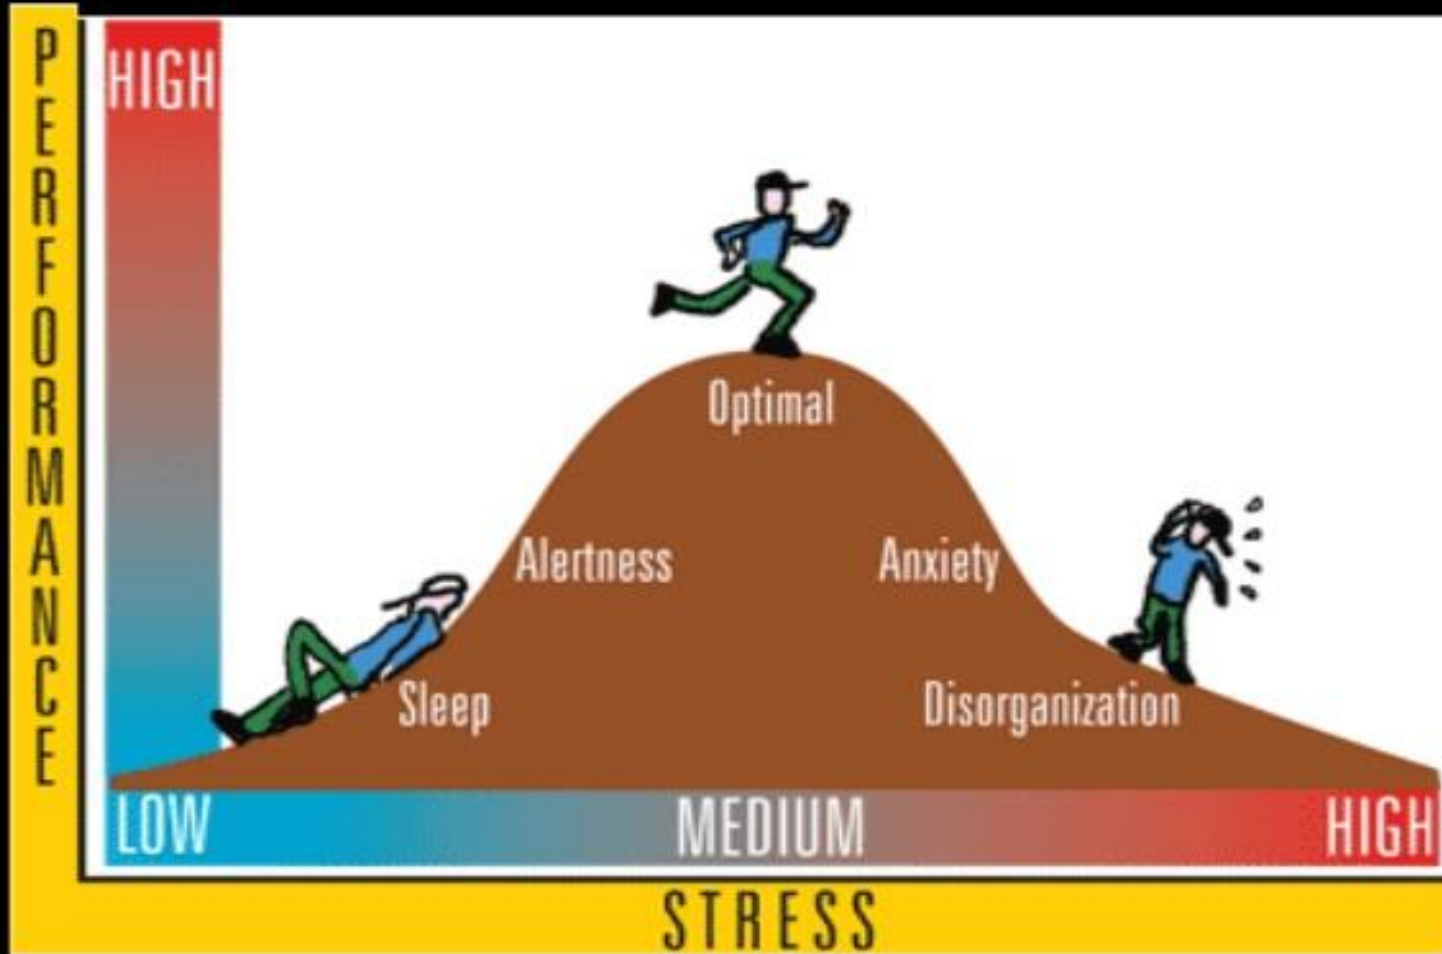 PERFORMANCE
HIGH
Optimal
Alertness
Anxiety
Sleep
Disorganization
LOW
MEDIUM
HIGH
STRESS